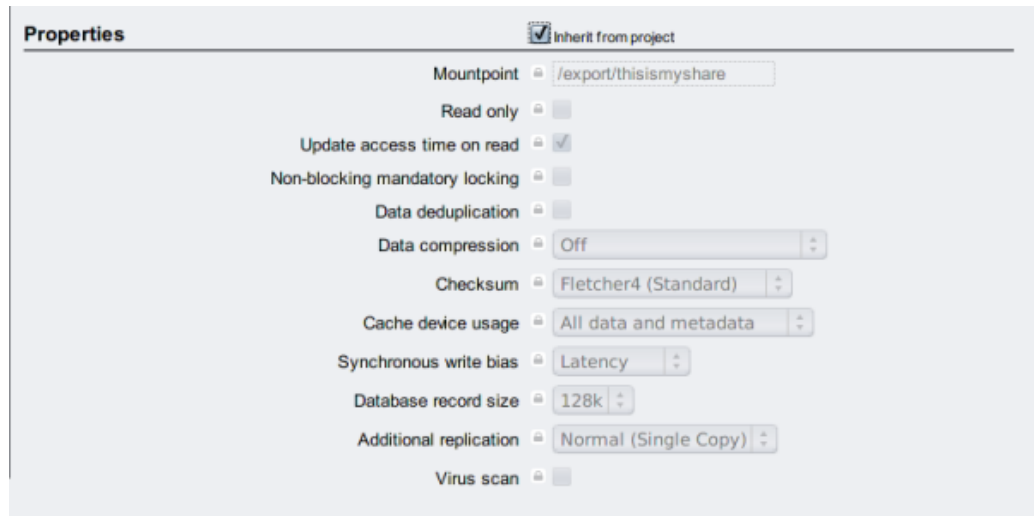 Properties Inherit from project
Mountpoint /export/thisismyshare
Read only
Update access time on read
Non-blocking mandatory locking
Data deduplication
Data compression Off
Checksum Fletcher4 (Standard)
Cache device usage All data and metadata
Synchronous write bias Latency
Database record size 128k
Additional replication Normal (Single Copy)
Virus scan